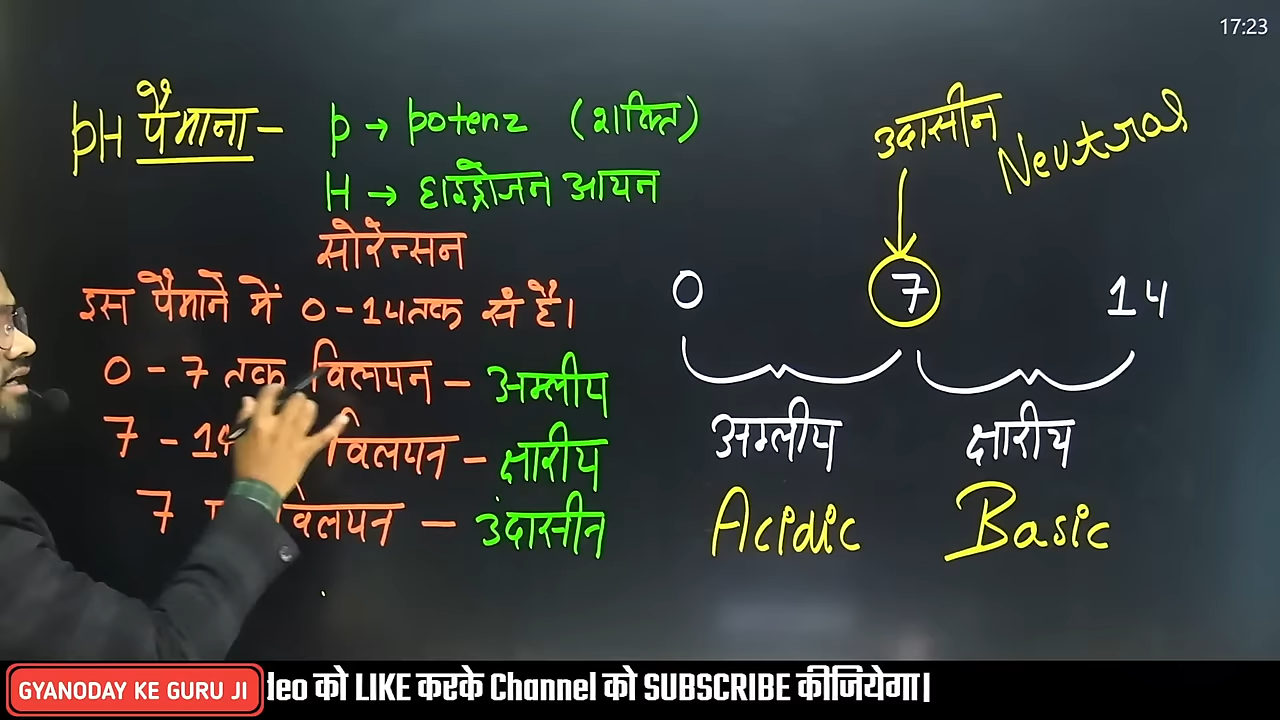 17:23
pH पैमाना –
p → potenz (शक्ति)
H → हाइड्रोजन आयन
सोरेन्सन
इस पैमाने में 0-14 तक सं है।
0 - 7 तक विलयन – अम्लीय
7 - 14 विलयन – क्षारीय
7 विलयन – उदासीन
उदासीन Neutral
0 7 14
अम्लीय क्षारीय
Acidic Basic
GYANODAY KE GURU JI
deo को LIKE करके Channel को SUBSCRIBE कीजियेगा।